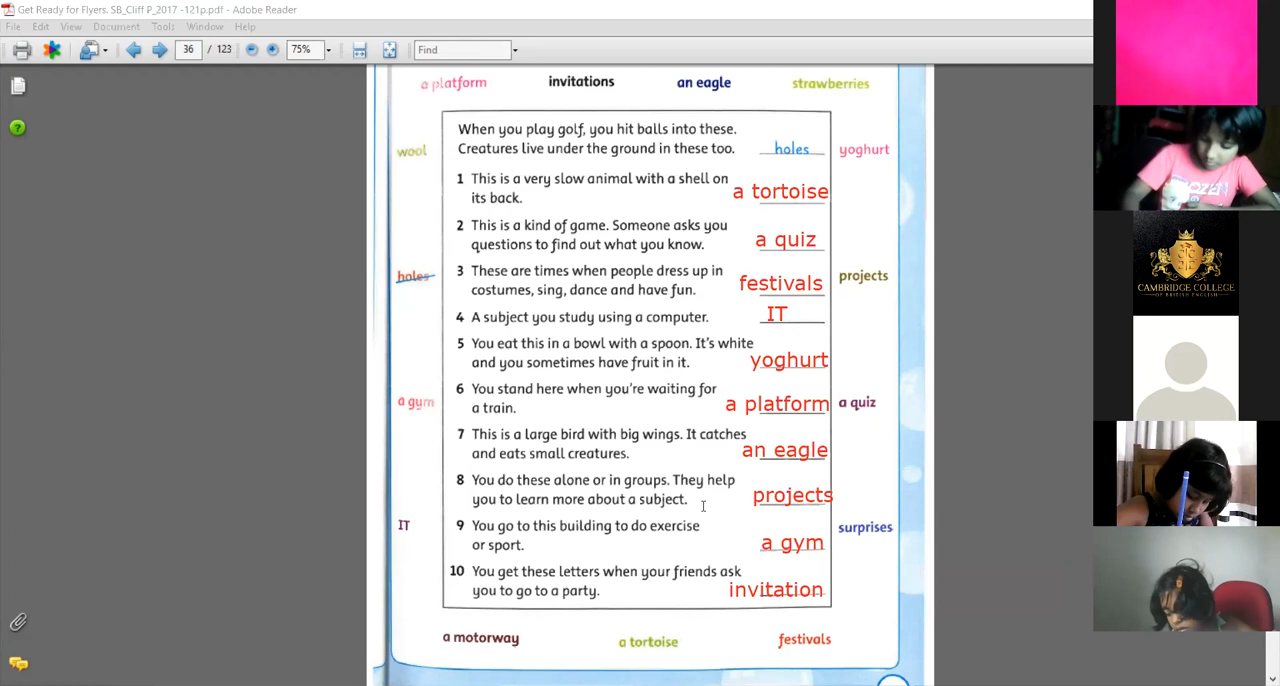 Get Ready for Flyers. SB_Cliff P_2017 -121p.pdf - Adobe Reader
File Edit View Document Tools Window Help
36 / 123 75% Find
a platform invitations an eagle strawberries
When you play golf, you hit balls into these.
Creatures live under the ground in these too. holes
wool
yoghurt
1 This is a very slow animal with a shell on
its back. a tortoise
2 This is a kind of game. Someone asks you
questions to find out what you know. a quiz
holes
projects
3 These are times when people dress up in
costumes, sing, dance and have fun. festivals
4 A subject you study using a computer. IT
5 You eat this in a bowl with a spoon. It's white
and you sometimes have fruit in it. yoghurt
a gym
a quiz
6 You stand here when you're waiting for
a train. a platform
7 This is a large bird with big wings. It catches
and eats small creatures. an eagle
8 You do these alone or in groups. They help
you to learn more about a subject. projects
IT
surprises
9 You go to this building to do exercise
or sport. a gym
10 You get these letters when your friends ask
you to go to a party. invitation
a motorway a tortoise festivals
CAMBRIDGE COLLEGE
OF BRITISH ENGLISH